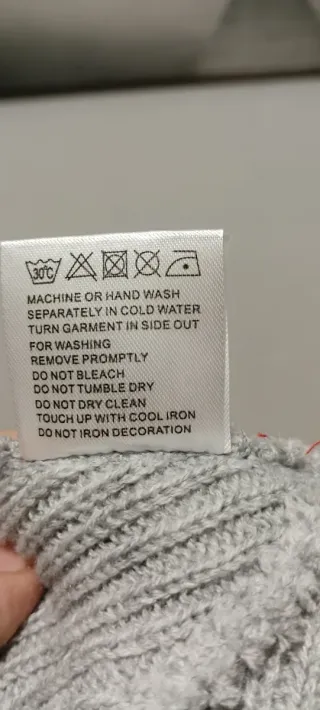 30°C
MACHINE OR HAND WASH
SEPARATELY IN COLD WATER
TURN GARMENT IN SIDE OUT
FOR WASHING
REMOVE PROMPTLY
DO NOT BLEACH
DO NOT TUMBLE DRY
DO NOT DRY CLEAN
TOUCH UP WITH COOL IRON
DO NOT IRON DECORATION